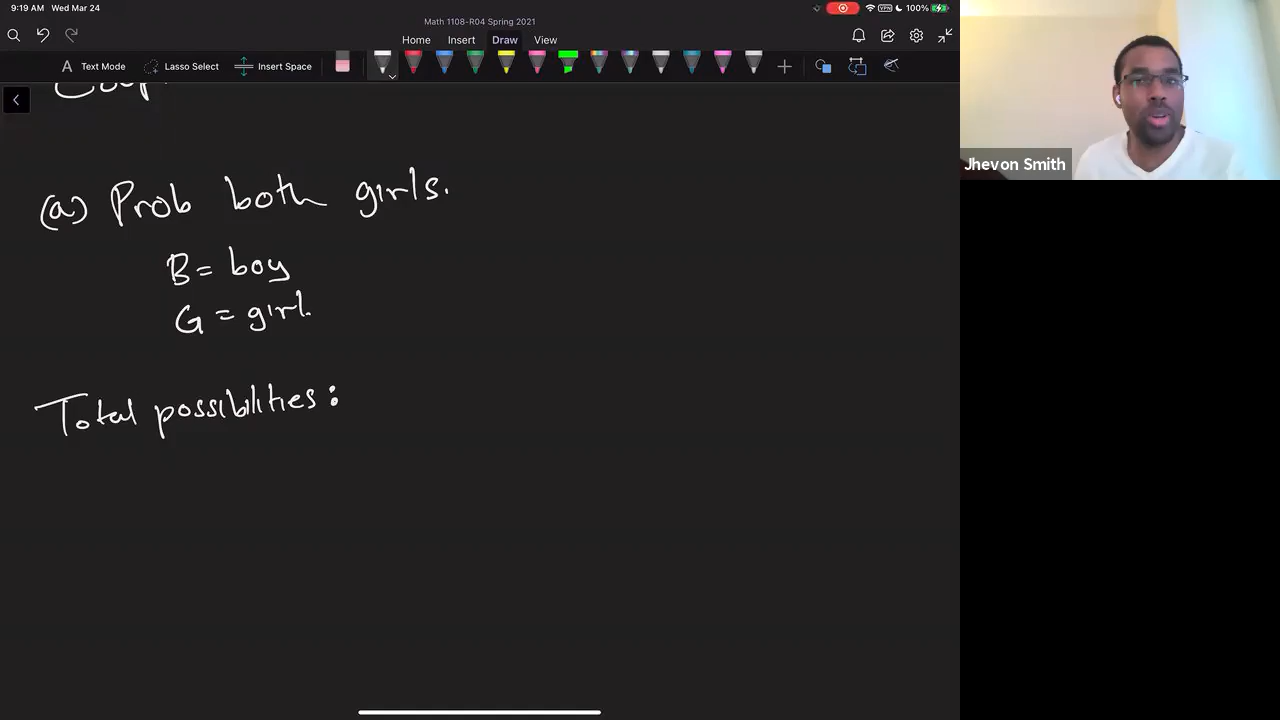 9:19 AM Wed Mar 24
100%
Math 1108-R04 Spring 2021
Home Insert Draw View
Text Mode Lasso Select Insert Space
Jhevon Smith
(a) Prob both girls.
B = boy
G = girl.
Total possibilities: